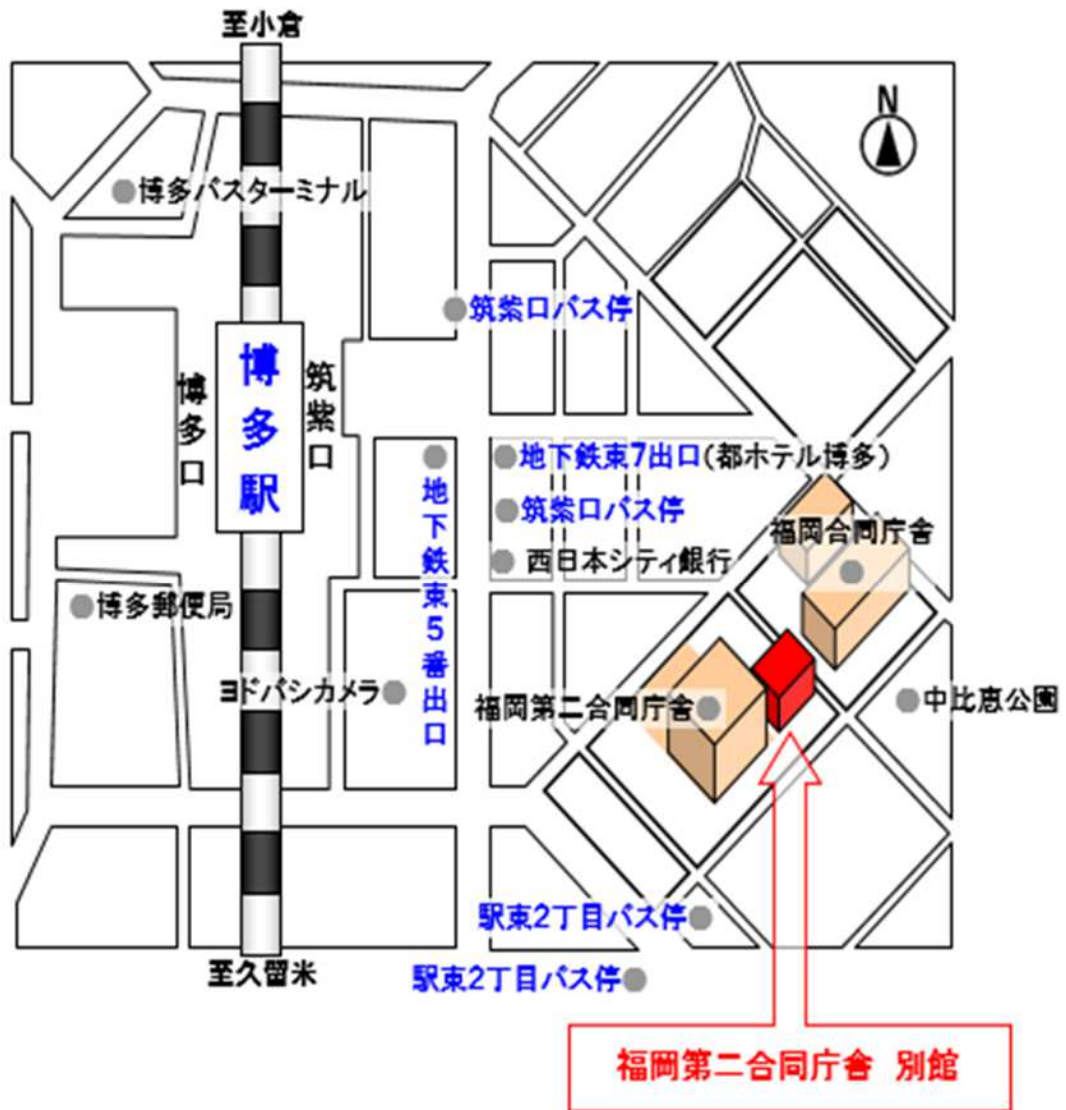 至小倉
N
博多バスターミナル
筑紫口バス停
博多駅
博多口
筑紫口
地下鉄東7出口(都ホテル博多)
地下鉄東5番出口
筑紫口バス停
福岡合同庁舎
西日本シティ銀行
博多郵便局
ヨドバシカメラ
福岡第二合同庁舎
中比恵公園
駅東2丁目バス停
至久留米
駅東2丁目バス停
福岡第二合同庁舎 別館